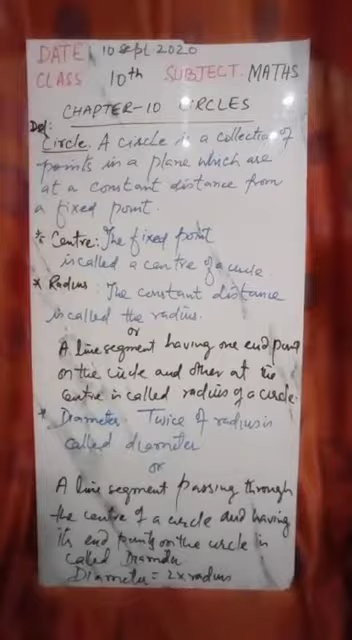 DATE: 10 Sept 2020
CLASS 10th SUBJECT MATHS
CHAPTER-10 CIRCLES
Def:
Circle. A circle is a collection of
points in a plane which are
at a constant distance from
a fixed point.
* Centre: The fixed point
is called a centre of a circle.
* Radius: The constant distance
is called the radius.
or
A line segment having one end point
on the circle and other at the
centre is called radius of a circle.
* Diameter Twice of radius is
called diameter
or
A line segment passing through
the centre of a circle and having
its end points on the circle is
called Diameter
Diameter = 2x radius